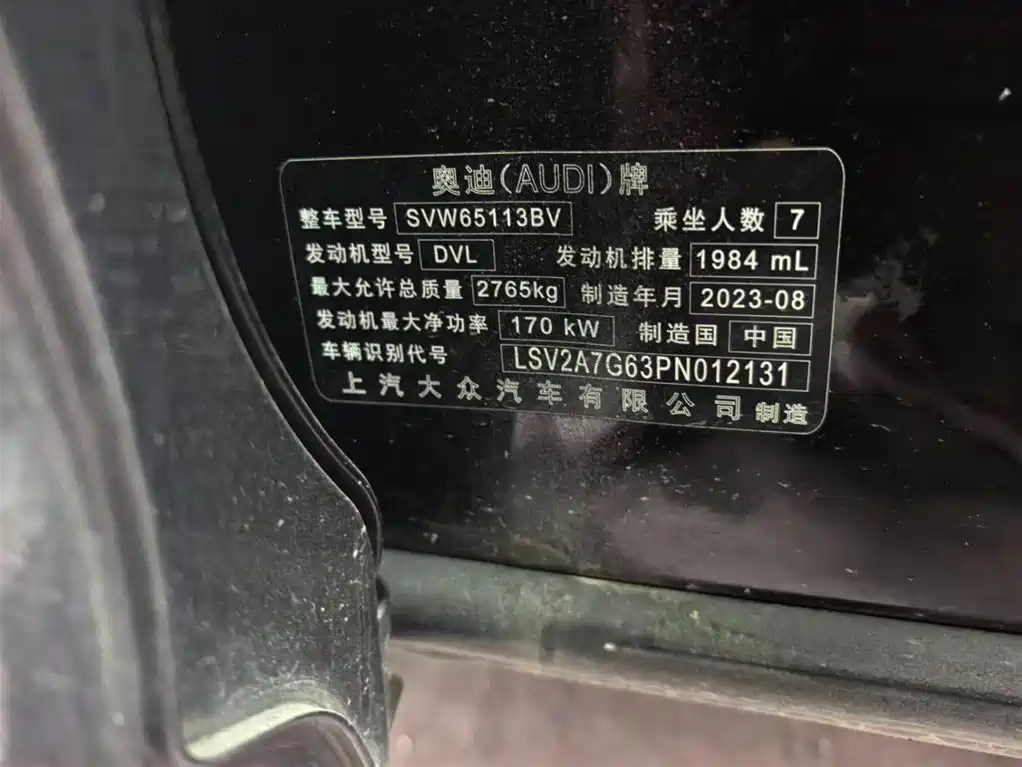 奥迪(AUDI)牌
整车型号 SVW65113BV 乘坐人数 7
发动机型号 DVL 发动机排量 1984 mL
最大允许总质量 2765kg 制造年月 2023-08
发动机最大净功率 170 kW 制造国 中国
车辆识别代号 LSV2A7G63PN012131
上汽大众汽车有限公司 制造